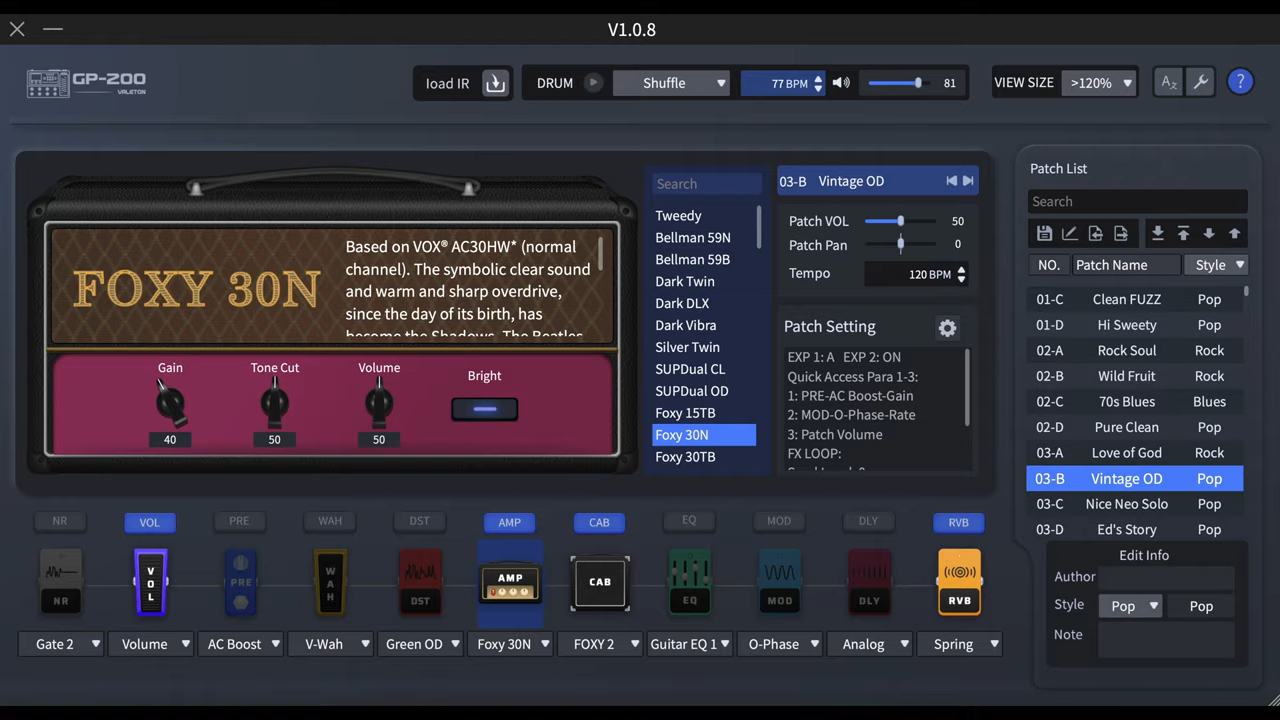 V1.0.8
GP-200
VALETON
load IR
DRUM
Shuffle
77 BPM
81
VIEW SIZE
>120%
AZ
?
FOXY 30N
Based on VOX® AC30HW* (normal
channel). The symbolic clear sound
and warm and sharp overdrive,
since the day of its birth, has
become the Shadows, The Beatles
Gain
Tone Cut
Volume
Bright
40
50
50
Search
Tweedy
Bellman 59N
Bellman 59B
Dark Twin
Dark DLX
Dark Vibra
Silver Twin
SUPDual CL
SUPDual OD
Foxy 15TB
Foxy 30N
Foxy 30TB
03-B Vintage OD
Patch VOL 50
Patch Pan 0
Tempo 120 BPM
Patch Setting
EXP 1: A EXP 2: ON
Quick Access Para 1-3:
1: PRE-AC Boost-Gain
2: MOD-O-Phase-Rate
3: Patch Volume
FX LOOP:
Patch List
Search
NO. Patch Name Style
01-C Clean FUZZ Pop
01-D Hi Sweety Pop
02-A Rock Soul Rock
02-B Wild Fruit Rock
02-C 70s Blues Blues
02-D Pure Clean Pop
03-A Love of God Rock
03-B Vintage OD Pop
03-C Nice Neo Solo Pop
03-D Ed's Story Pop
Edit Info
Author
Style Pop Pop
Note
NR VOL PRE WAH DST AMP CAB EQ MOD DLY RVB
NR VOL PRE WAH DST AMP CAB EQ MOD DLY RVB
Gate 2 Volume AC Boost V-Wah Green OD Foxy 30N FOXY 2 Guitar EQ 1 O-Phase Analog Spring